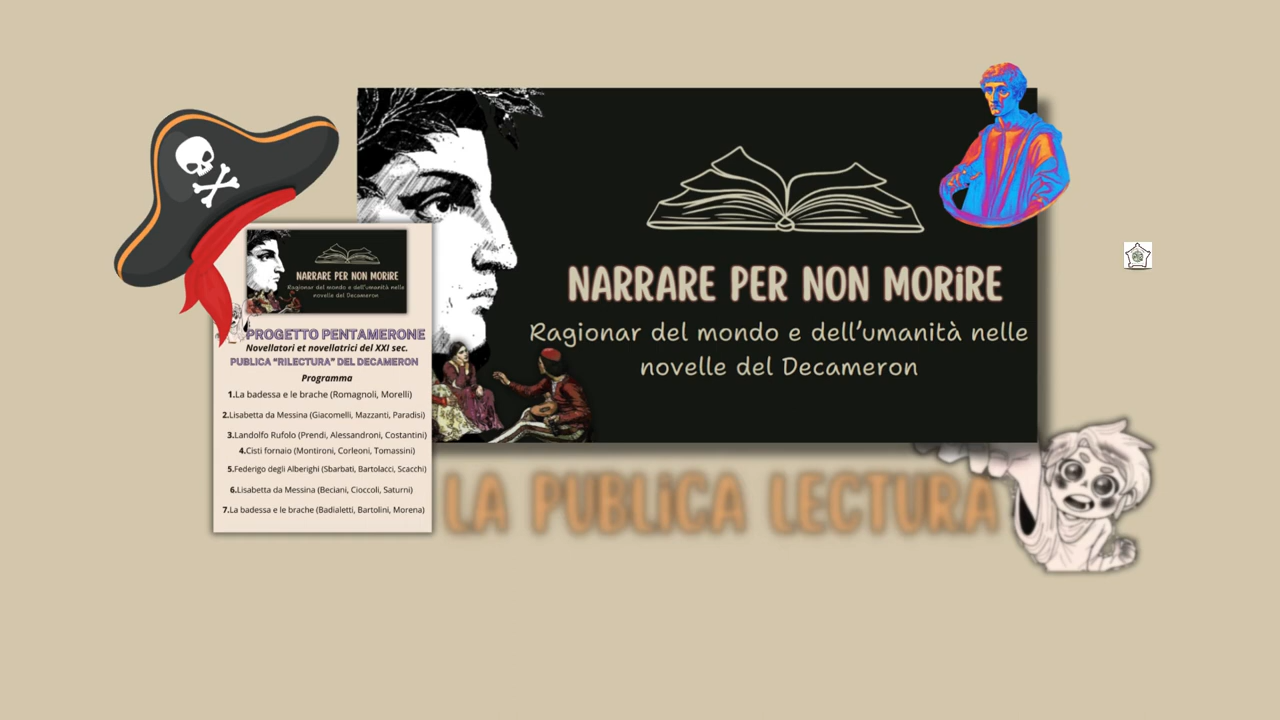 NARRARE PER NON MORiRE
Ragionar del mondo e dell'umanità nelle
novelle del Decameron
NARRARE PER NON MORiRE
Ragionar del mondo e dell'umanità nelle
novelle del Decameron
PROGETTO PENTAMERONE
Novellatori et novellatrici del XXI sec.
PUBLICA “RILECTURA” DEL DECAMERON
Programma
1.La badessa e le brache (Romagnoli, Morelli)
2.Lisabetta da Messina (Giacomelli, Mazzanti, Paradisi)
3.Landolfo Rufolo (Prendi, Alessandroni, Costantini)
4.Cisti fornaio (Montironi, Corleoni, Tomassini)
5.Federigo degli Alberighi (Sbarbati, Bartolacci, Scacchi)
6.Lisabetta da Messina (Beciani, Cioccoli, Saturni)
7.La badessa e le brache (Badialetti, Bartolini, Morena)
LA PUBLiCA LECTURA